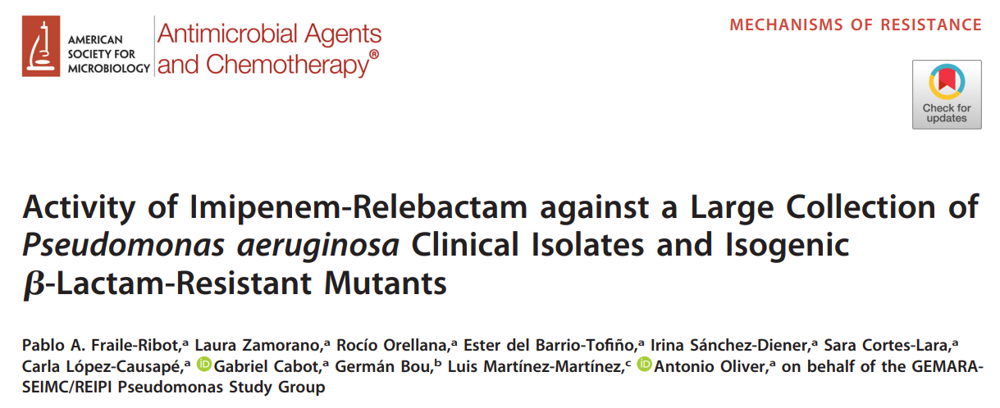 AMERICAN
SOCIETY FOR
MICROBIOLOGY
Antimicrobial Agents
and Chemotherapy®
MECHANISMS OF RESISTANCE
Check for
updates
Activity of Imipenem-Relebactam against a Large Collection of
Pseudomonas aeruginosa Clinical Isolates and Isogenic
β-Lactam-Resistant Mutants
Pablo A. Fraile-Ribot,ᵃ Laura Zamorano,ᵃ Rocío Orellana,ᵃ Ester del Barrio-Tofiño,ᵃ Irina Sánchez-Diener,ᵃ Sara Cortes-Lara,ᵃ
Carla López-Causapé,ᵃ iD Gabriel Cabot,ᵃ Germán Bou,ᵇ Luis Martínez-Martínez,ᶜ iD Antonio Oliver,ᵃ on behalf of the GEMARA-
SEIMC/REIPI Pseudomonas Study Group